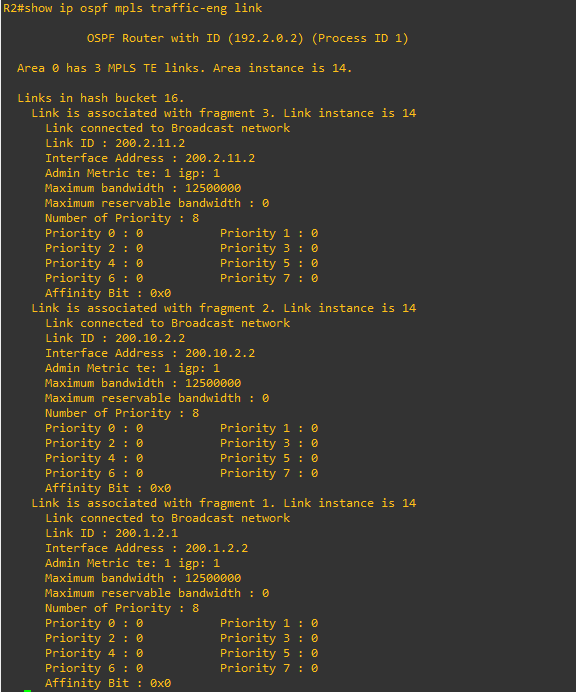 R2#show ip ospf mpls traffic-eng link
OSPF Router with ID (192.2.0.2) (Process ID 1)
Area 0 has 3 MPLS TE links. Area instance is 14.
Links in hash bucket 16.
Link is associated with fragment 3. Link instance is 14
Link connected to Broadcast network
Link ID : 200.2.11.2
Interface Address : 200.2.11.2
Admin Metric te: 1 igp: 1
Maximum bandwidth : 12500000
Maximum reservable bandwidth : 0
Number of Priority : 8
Priority 0 : 0 Priority 1 : 0
Priority 2 : 0 Priority 3 : 0
Priority 4 : 0 Priority 5 : 0
Priority 6 : 0 Priority 7 : 0
Affinity Bit : 0x0
Link is associated with fragment 2. Link instance is 14
Link connected to Broadcast network
Link ID : 200.10.2.2
Interface Address : 200.10.2.2
Admin Metric te: 1 igp: 1
Maximum bandwidth : 12500000
Maximum reservable bandwidth : 0
Number of Priority : 8
Priority 0 : 0 Priority 1 : 0
Priority 2 : 0 Priority 3 : 0
Priority 4 : 0 Priority 5 : 0
Priority 6 : 0 Priority 7 : 0
Affinity Bit : 0x0
Link is associated with fragment 1. Link instance is 14
Link connected to Broadcast network
Link ID : 200.1.2.1
Interface Address : 200.1.2.2
Admin Metric te: 1 igp: 1
Maximum bandwidth : 12500000
Maximum reservable bandwidth : 0
Number of Priority : 8
Priority 0 : 0 Priority 1 : 0
Priority 2 : 0 Priority 3 : 0
Priority 4 : 0 Priority 5 : 0
Priority 6 : 0 Priority 7 : 0
Affinity Bit : 0x0